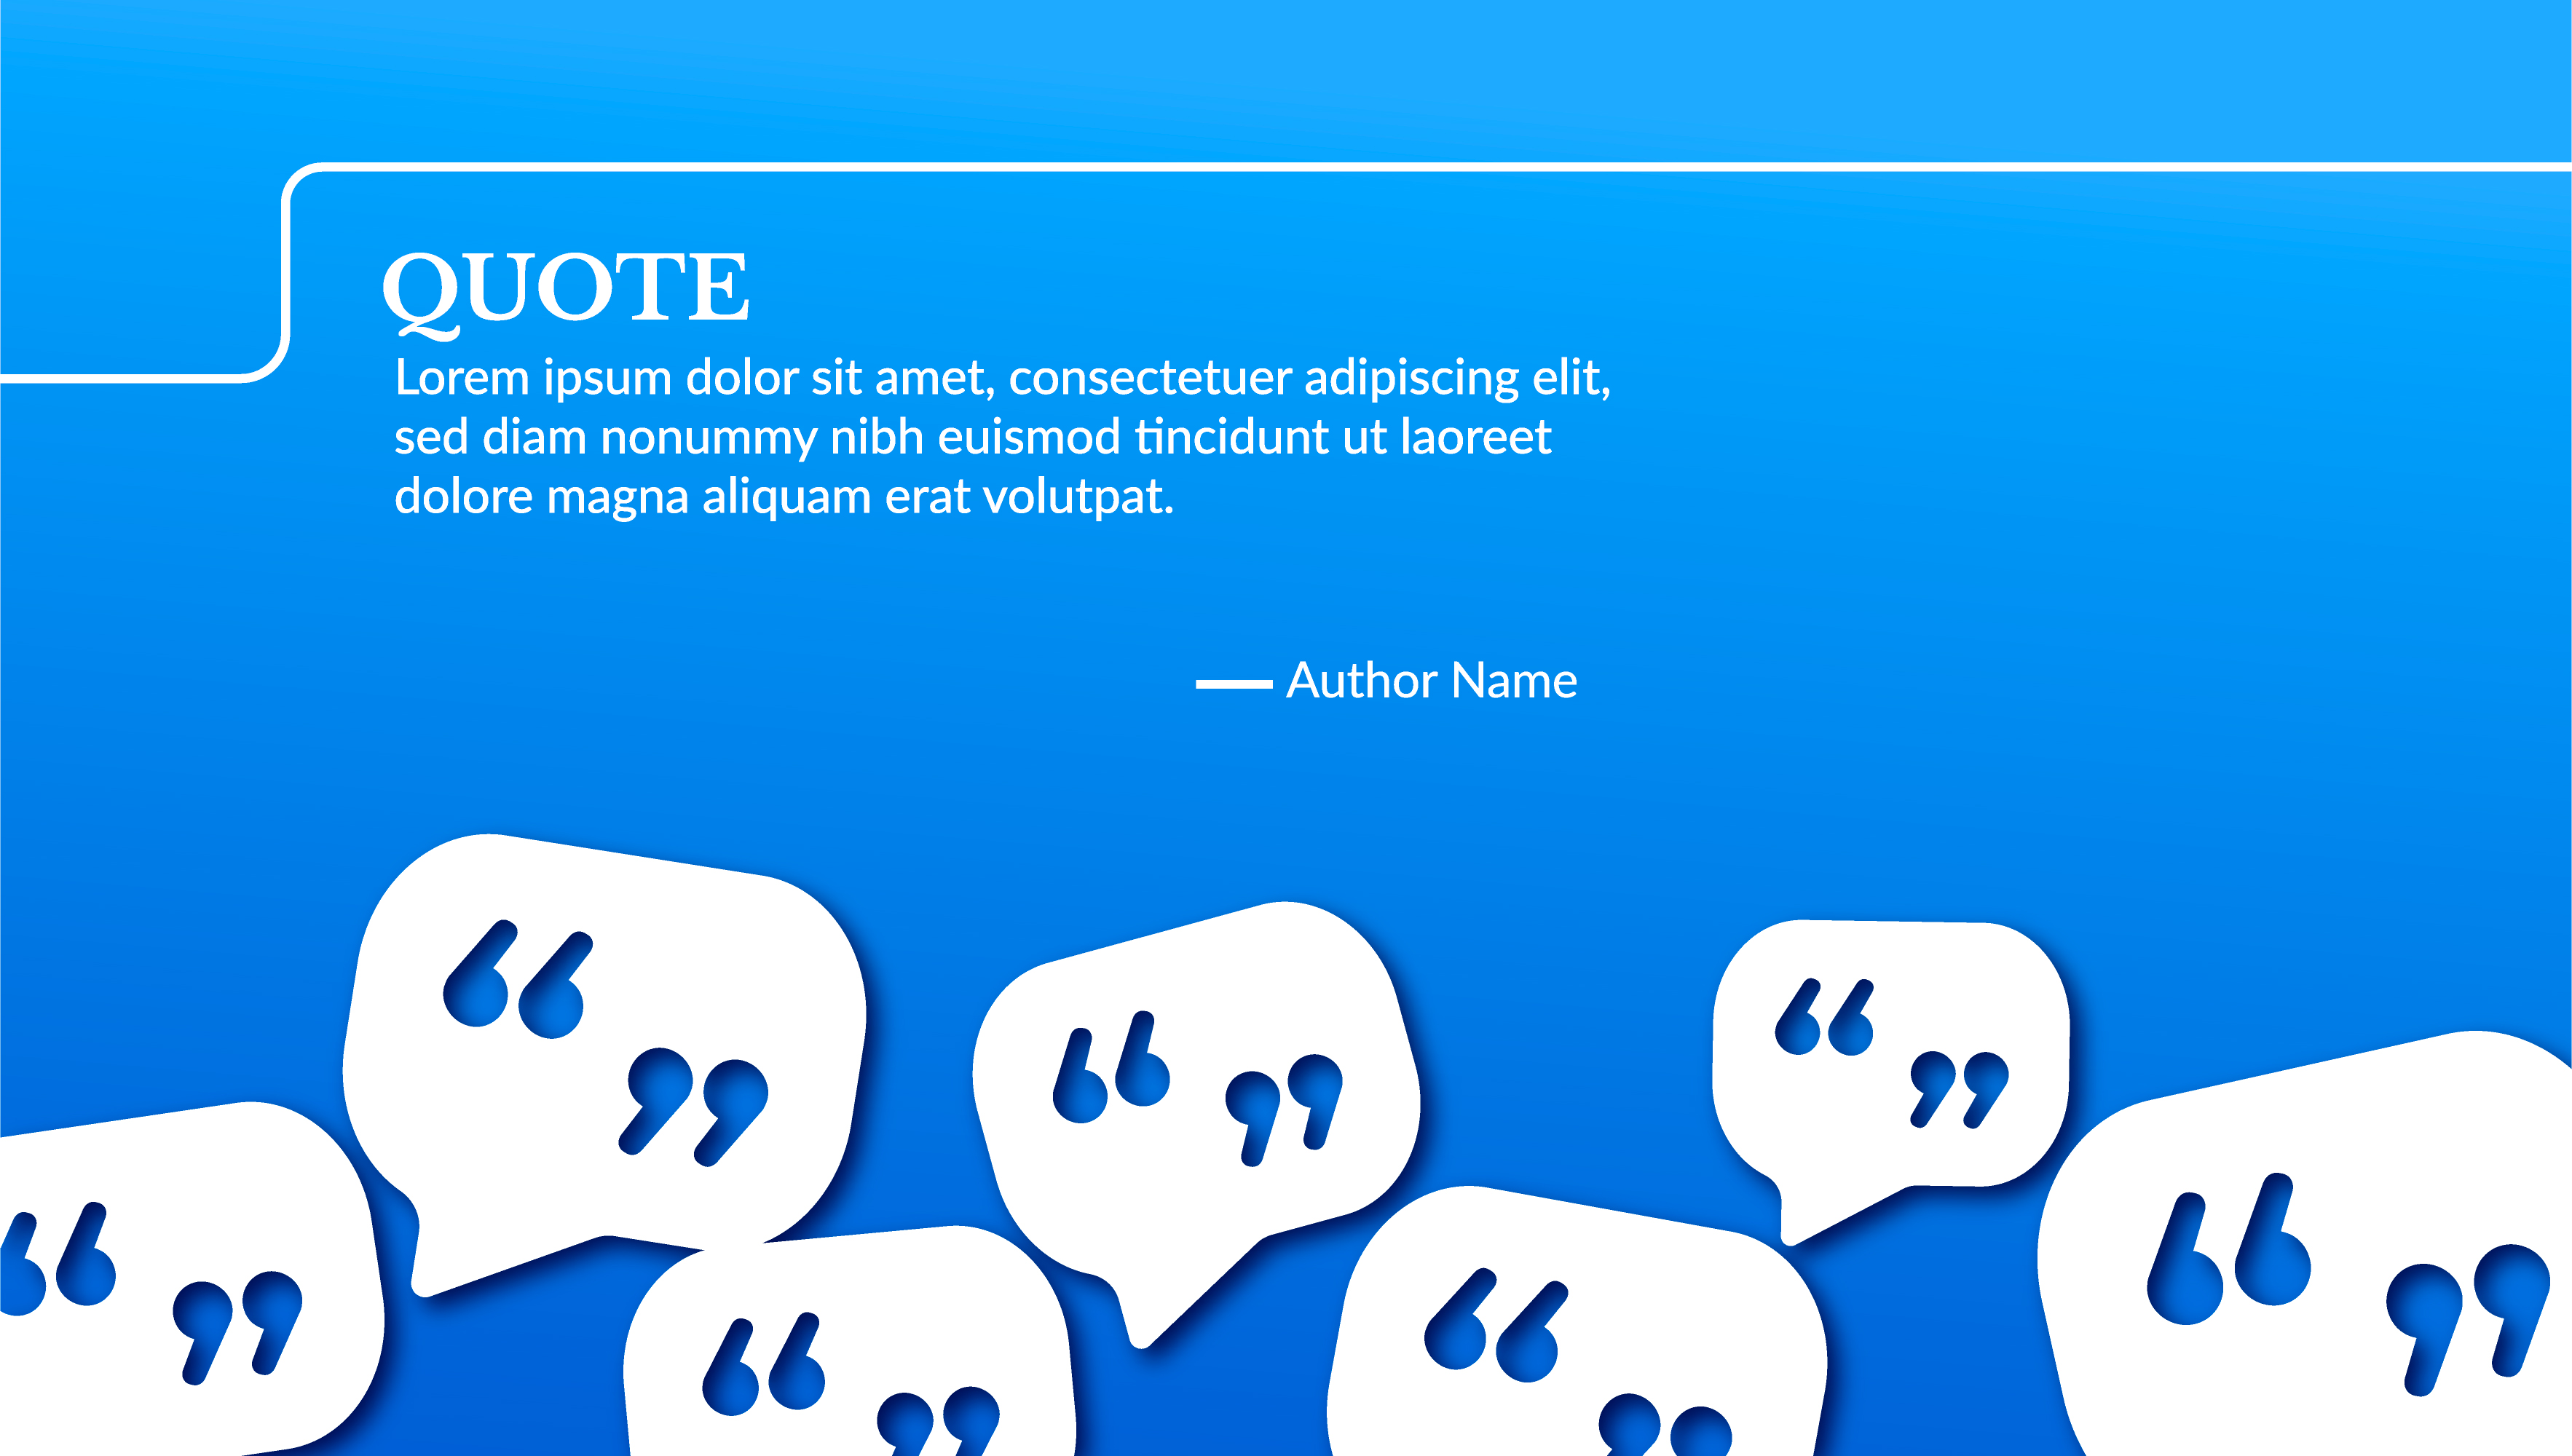 QUOTE
Lorem ipsum dolor sit amet, consectetuer adipiscing elit,
sed diam nonummy nibh euismod tincidunt ut laoreet
dolore magna aliquam erat volutpat.
— Author Name